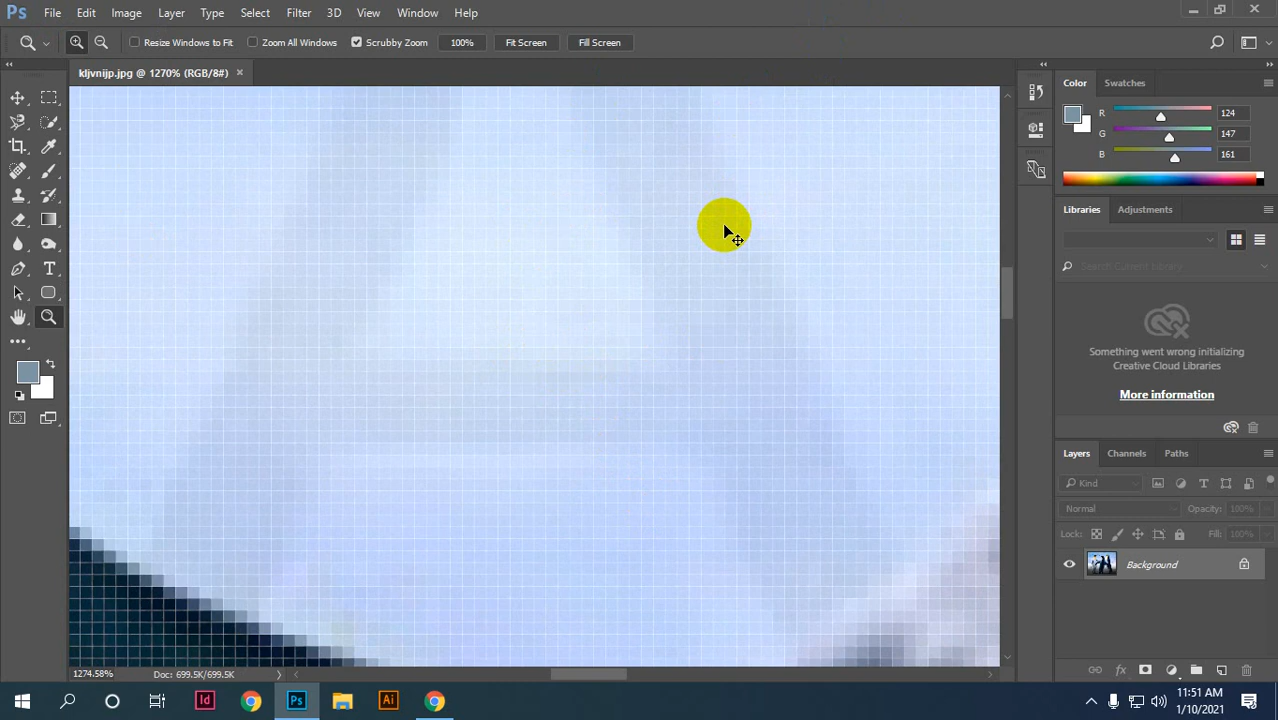 Ps File Edit Image Layer Type Select Filter 3D View Window Help
Resize Windows to Fit Zoom All Windows Scrubby Zoom 100% Fit Screen Fill Screen
kljvnijp.jpg @ 1270% (RGB/8#) ×
Color Swatches
R 124
G 147
B 161
Libraries Adjustments
Search Current Library
Something went wrong initializing
Creative Cloud Libraries
More information
Layers Channels Paths
Kind
Normal Opacity: 100%
Lock: Fill: 100%
Background
1274.58% Doc: 699.5K/699.5K
Id Ps Ai
11:51 AM
1/10/2021